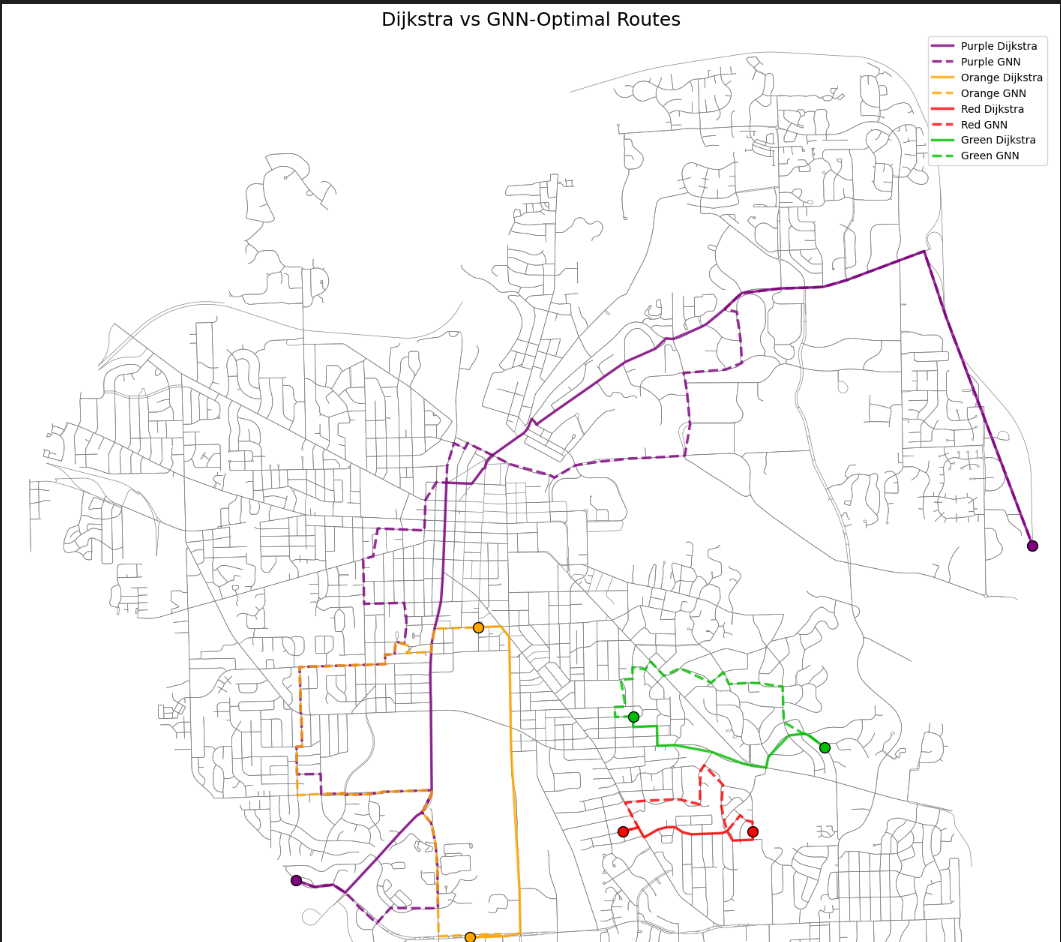 Dijkstra vs GNN-Optimal Routes
Purple Dijkstra
Purple GNN
Orange Dijkstra
Orange GNN
Red Dijkstra
Red GNN
Green Dijkstra
Green GNN